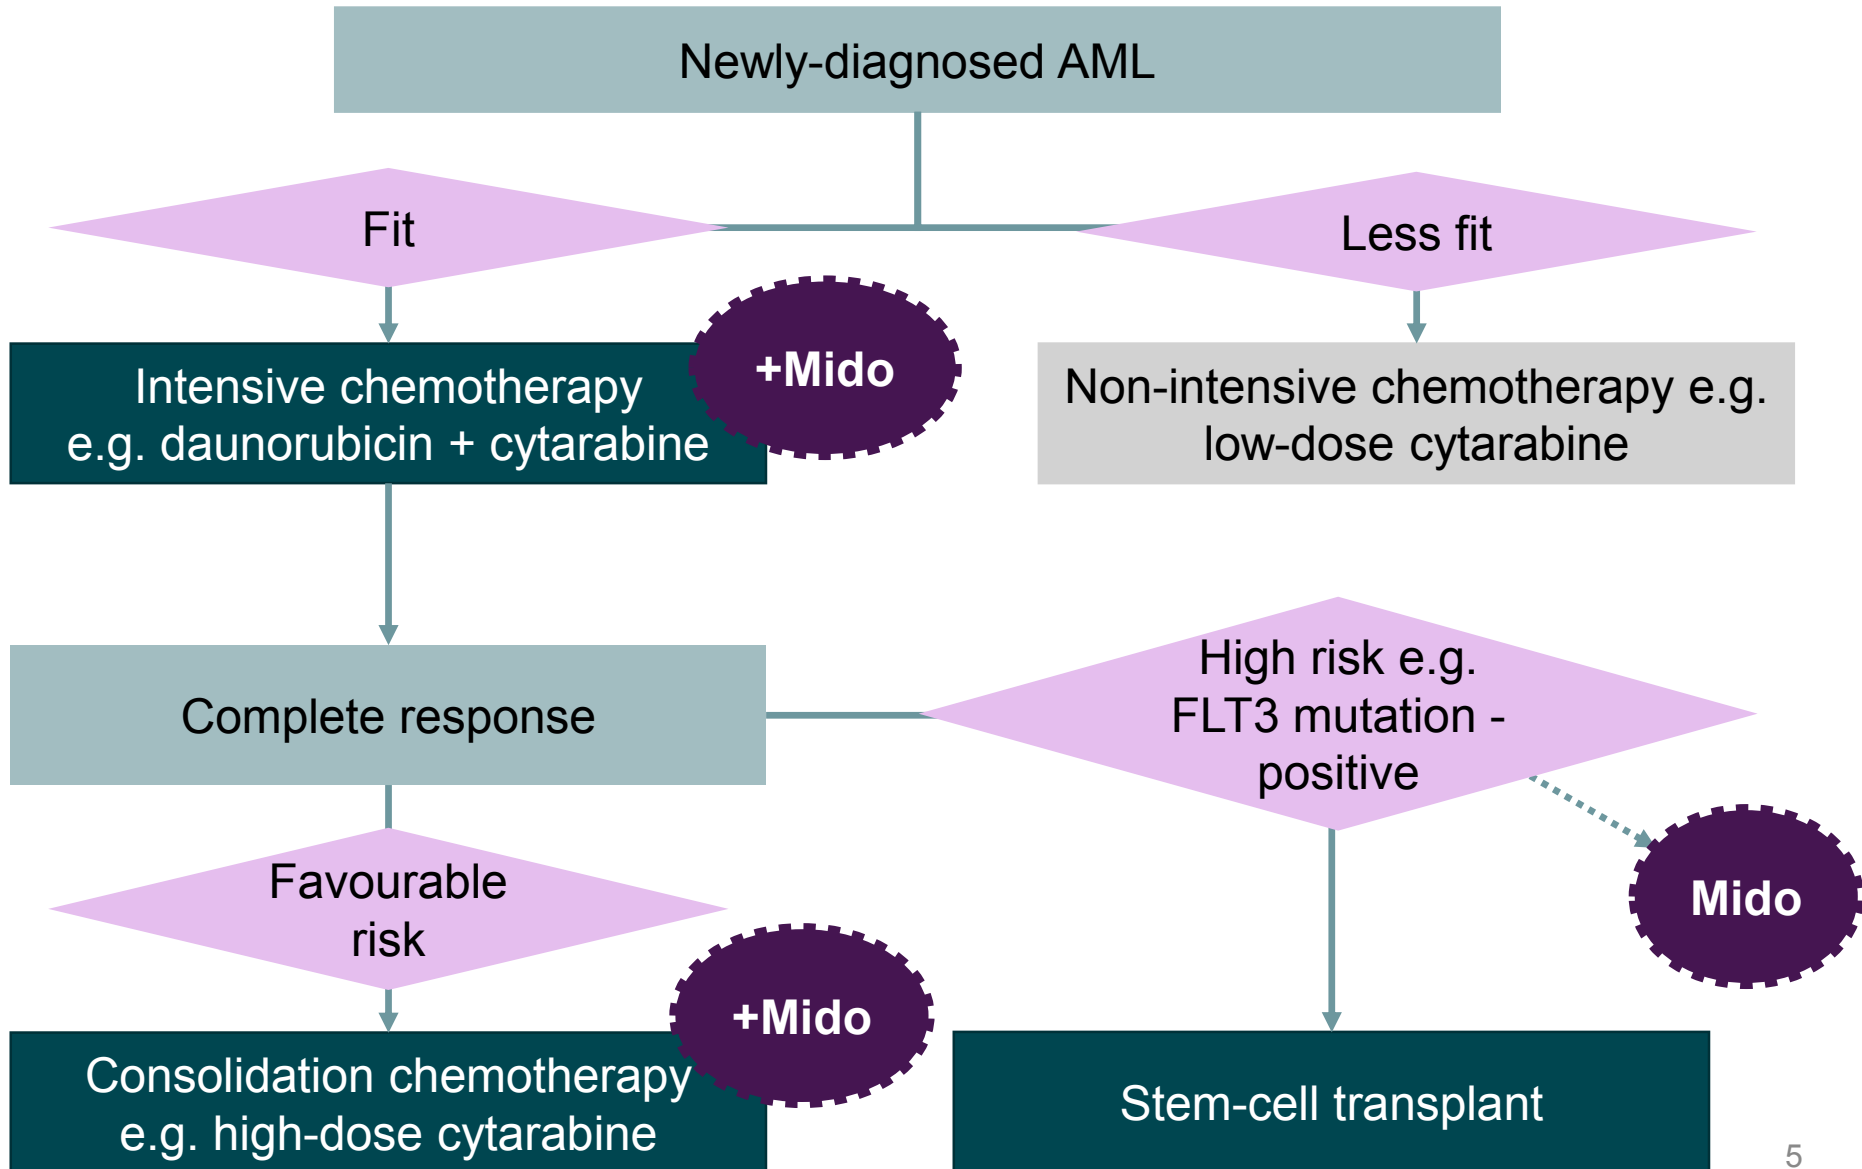 Newly-diagnosed AML
Fit
Less fit
+Mido
Intensive chemotherapy
e.g. daunorubicin + cytarabine
Non-intensive chemotherapy e.g.
low-dose cytarabine
Complete response
High risk e.g.
FLT3 mutation -
positive
Mido
Favourable
risk
+Mido
Consolidation chemotherapy
e.g. high-dose cytarabine
Stem-cell transplant
5